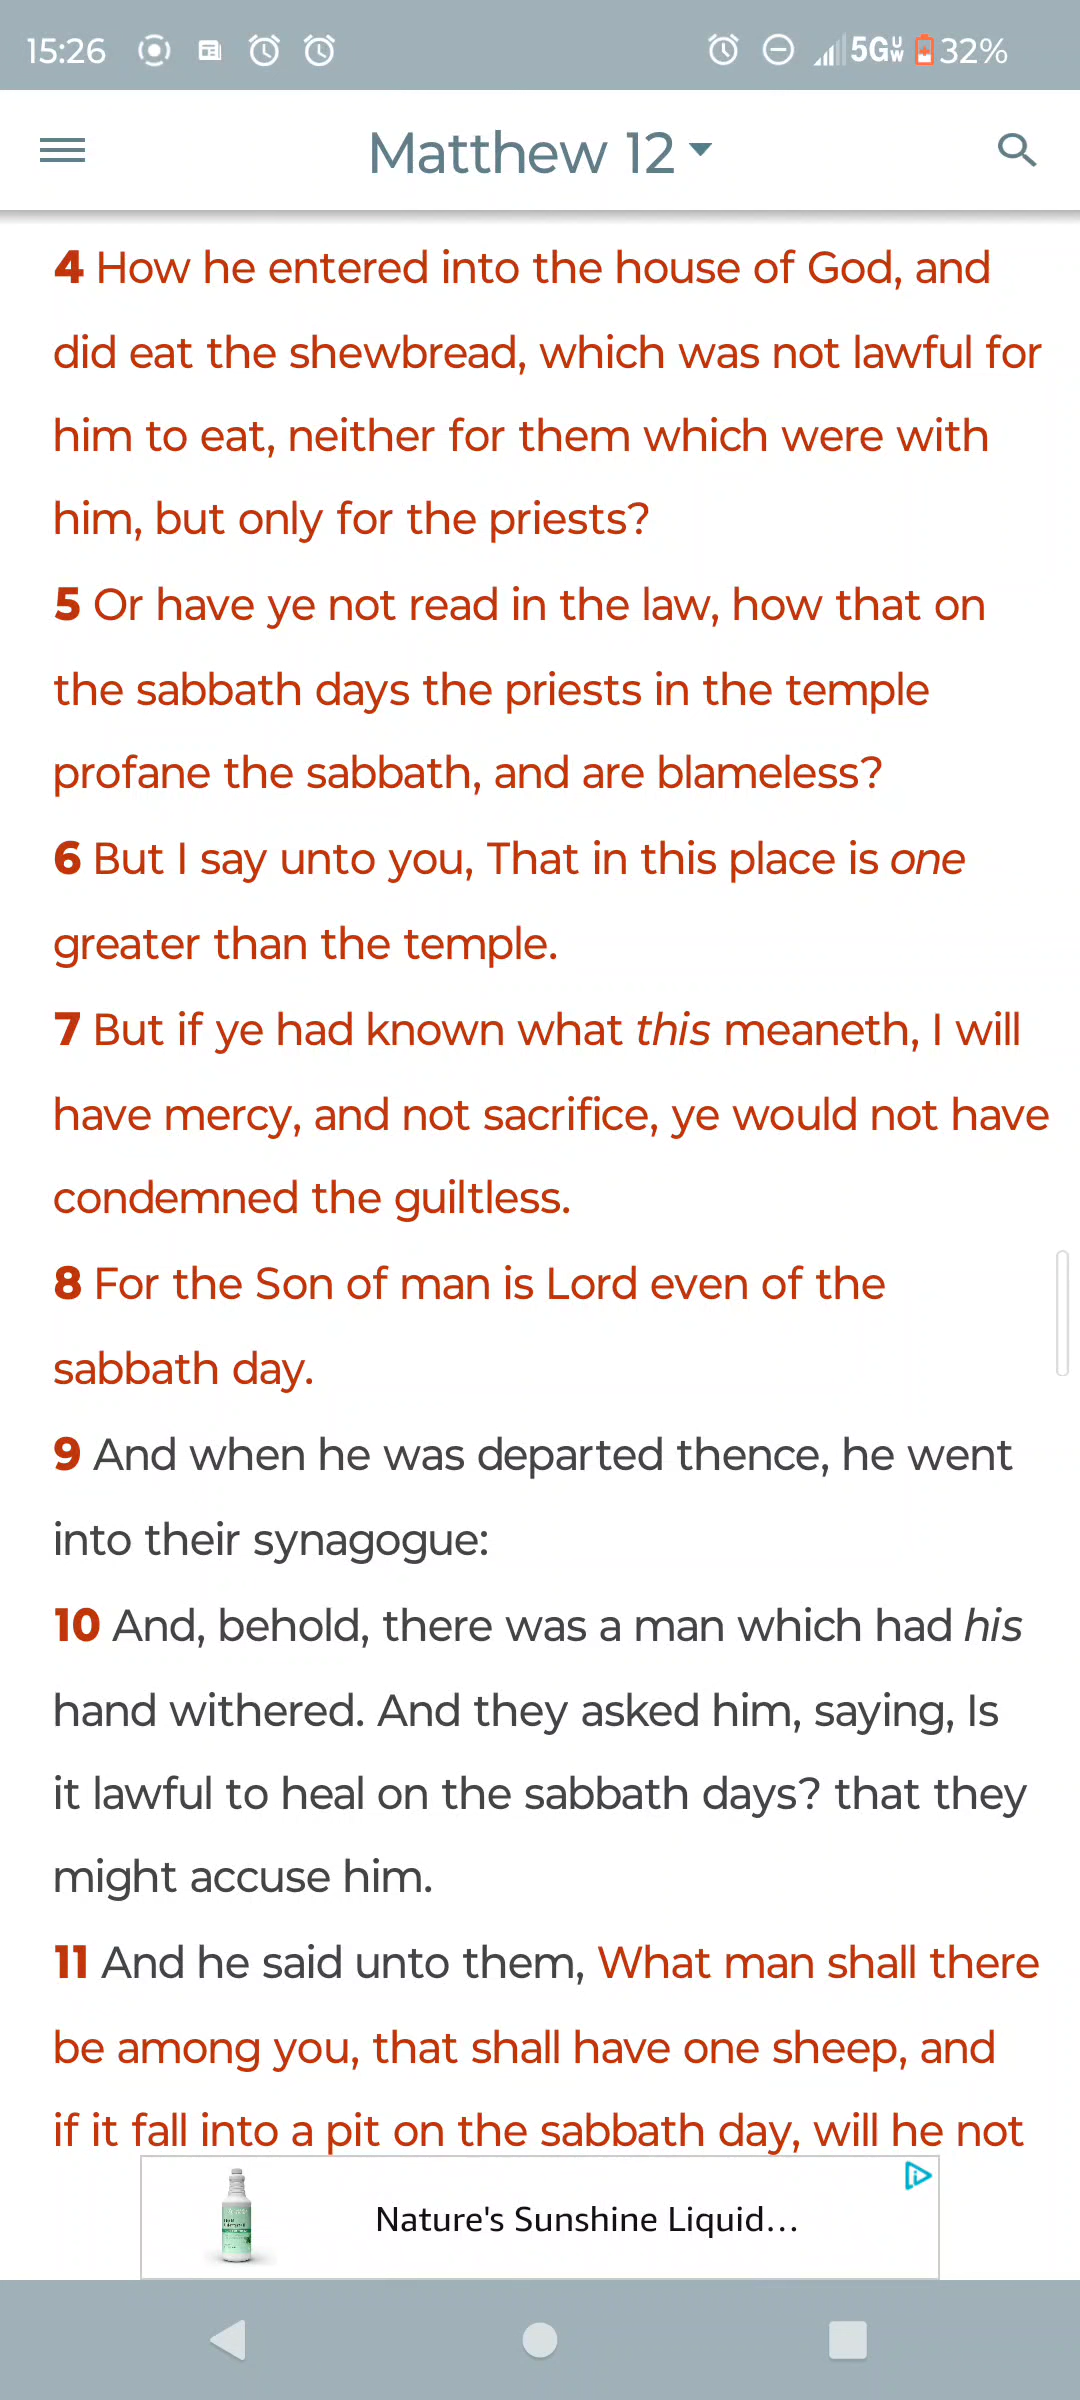 15:26 5G UW 32%
Matthew 12
4 How he entered into the house of God, and
did eat the shewbread, which was not lawful for
him to eat, neither for them which were with
him, but only for the priests?
5 Or have ye not read in the law, how that on
the sabbath days the priests in the temple
profane the sabbath, and are blameless?
6 But I say unto you, That in this place is one
greater than the temple.
7 But if ye had known what this meaneth, I will
have mercy, and not sacrifice, ye would not have
condemned the guiltless.
8 For the Son of man is Lord even of the
sabbath day.
9 And when he was departed thence, he went
into their synagogue:
10 And, behold, there was a man which had his
hand withered. And they asked him, saying, Is
it lawful to heal on the sabbath days? that they
might accuse him.
11 And he said unto them, What man shall there
be among you, that shall have one sheep, and
if it fall into a pit on the sabbath day, will he not
Nature's Sunshine Liquid...